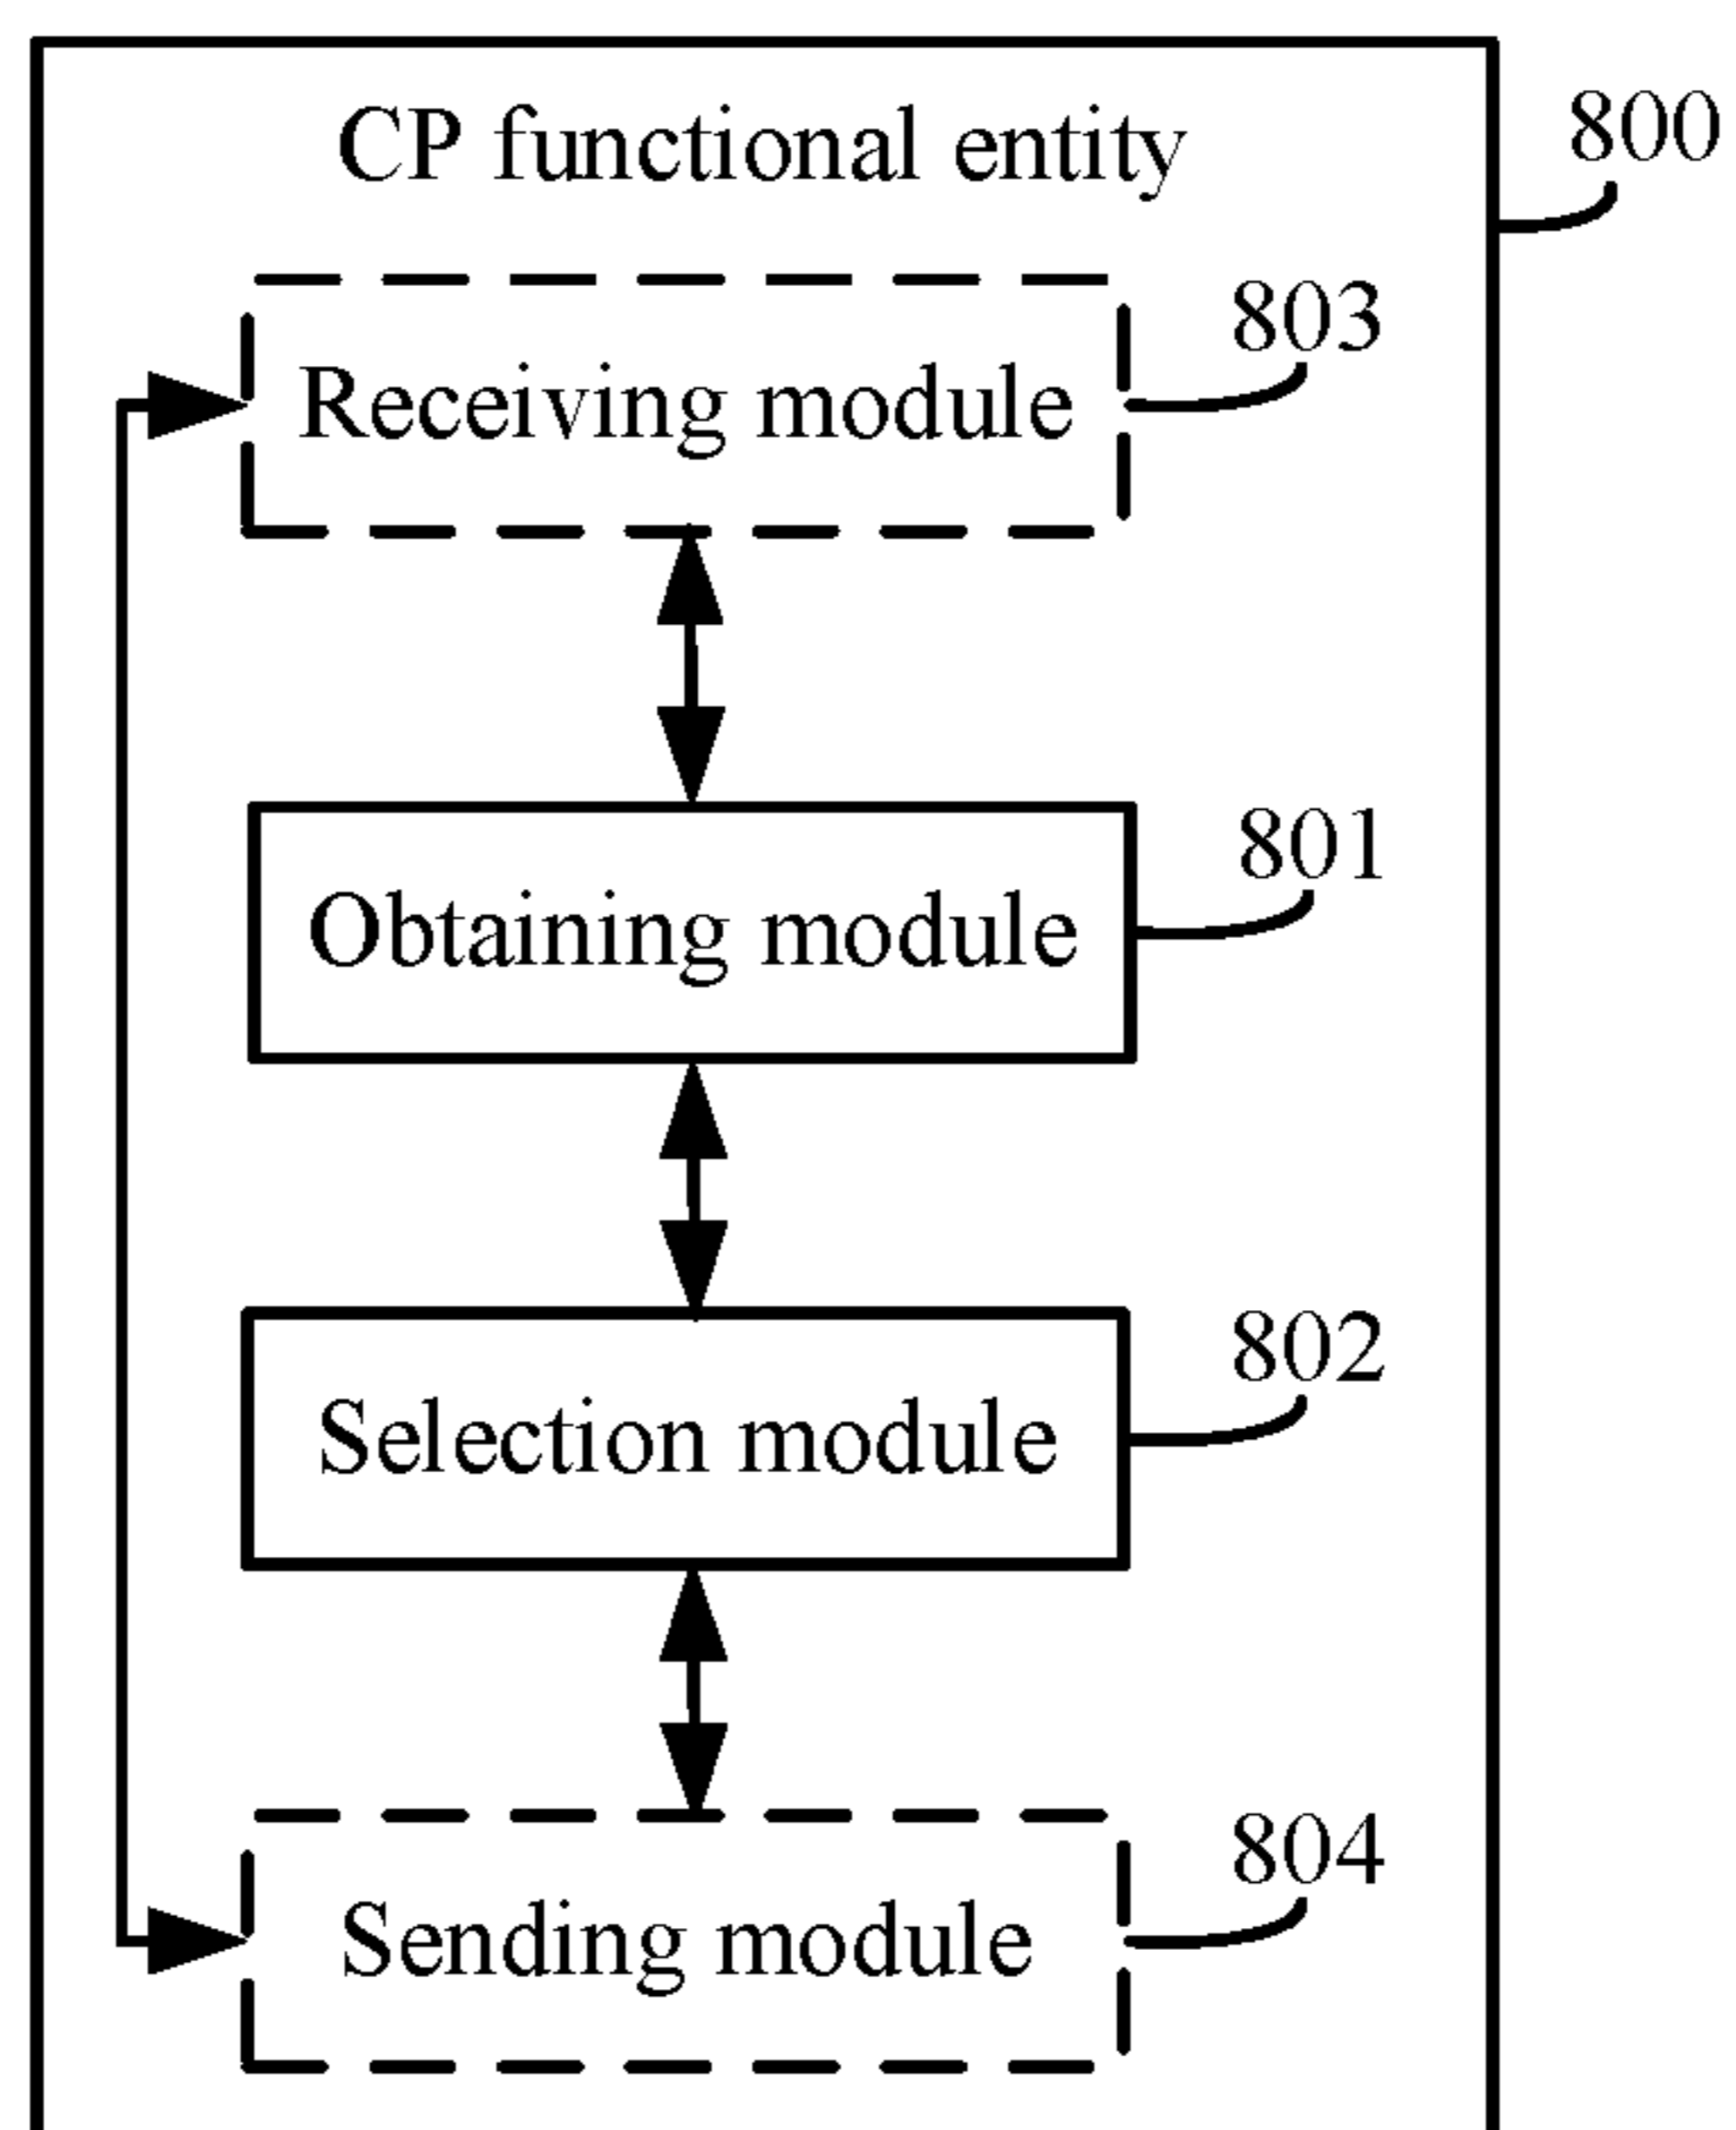 CP functional entity
800
803
Receiving module
801
Obtaining module
802
Selection module
804
Sending module